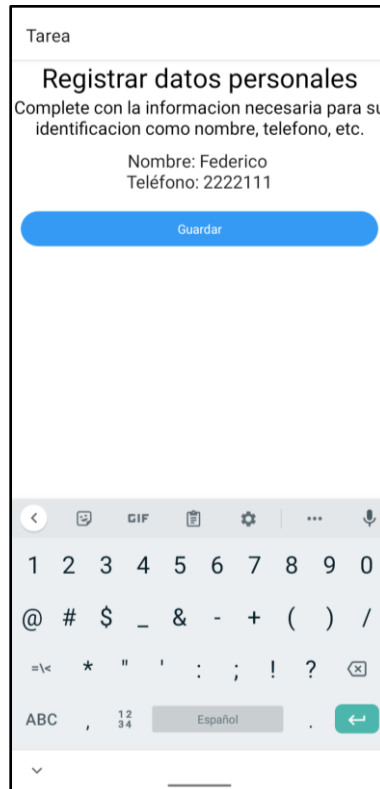 Tarea
Registrar datos personales
Complete con la informacion necesaria para su
identificacion como nombre, telefono, etc.
Nombre: Federico
Teléfono: 2222111
Guardar
GIF
1 2 3 4 5 6 7 8 9 0
@ # $ _ & - + ( ) /
=\< * " ' : ; ! ?
ABC , 12 34 Español .